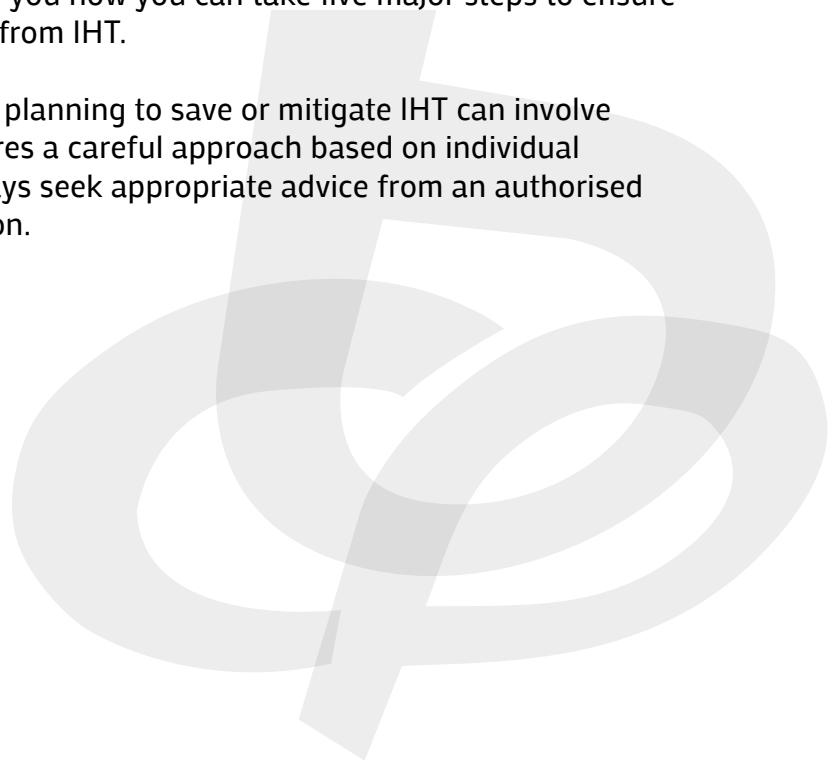 you how you can take five major steps to ensure
from IHT.
planning to save or mitigate IHT can involve
res a careful approach based on individual
ys seek appropriate advice from an authorised
on.